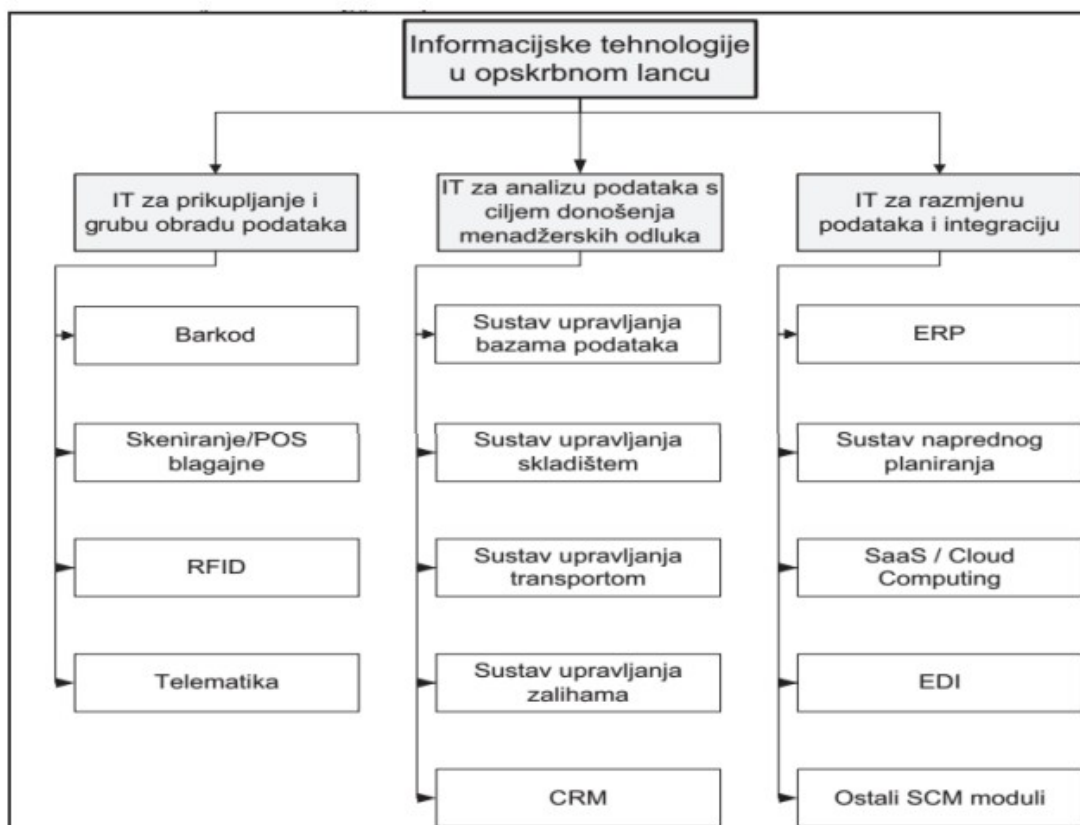 Informacijske tehnologije
u opskrbnom lancu
IT za prikupljanje i
grubu obradu podataka
IT za analizu podataka s
ciljem donošenja
menadžerskih odluka
IT za razmjenu
podataka i integraciju
Barkod
Skeniranje/POS
blagajne
RFID
Telematika
Sustav upravljanja
bazama podataka
Sustav upravljanja
skladištem
Sustav upravljanja
transportom
Sustav upravljanja
zalihama
CRM
ERP
Sustav naprednog
planiranja
SaaS / Cloud
Computing
EDI
Ostali SCM moduli